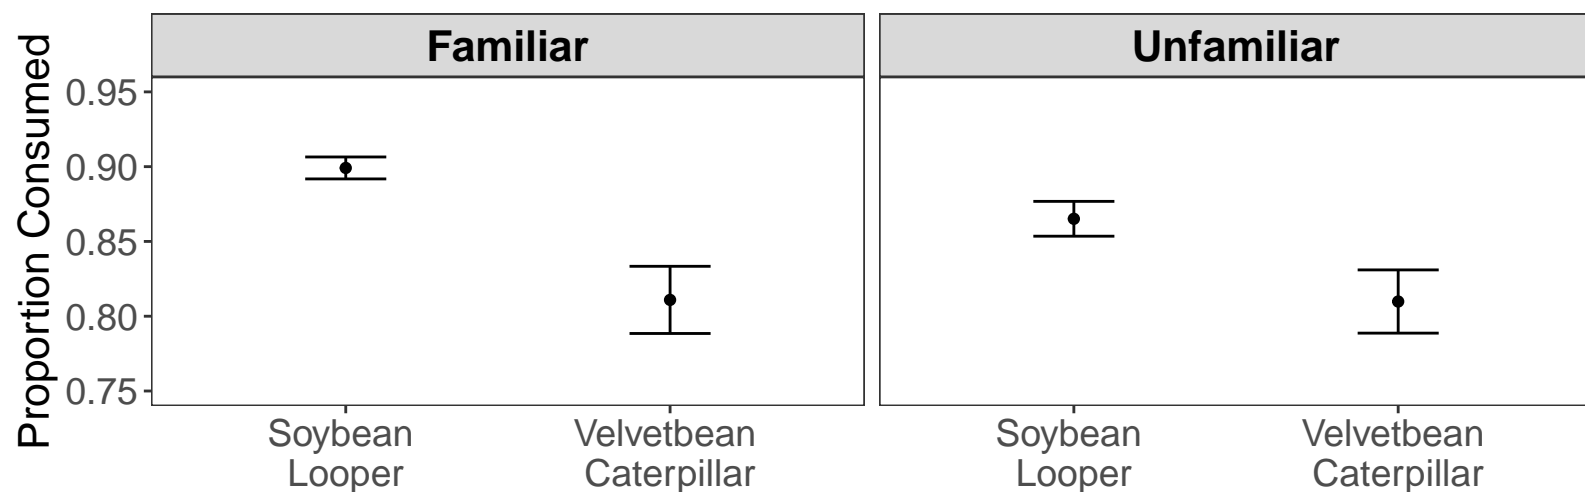 Familiar
Unfamiliar
Proportion Consumed
0.95
0.90
0.85
0.80
0.75
Soybean
Looper
Velvetbean
Caterpillar
Soybean
Looper
Velvetbean
Caterpillar